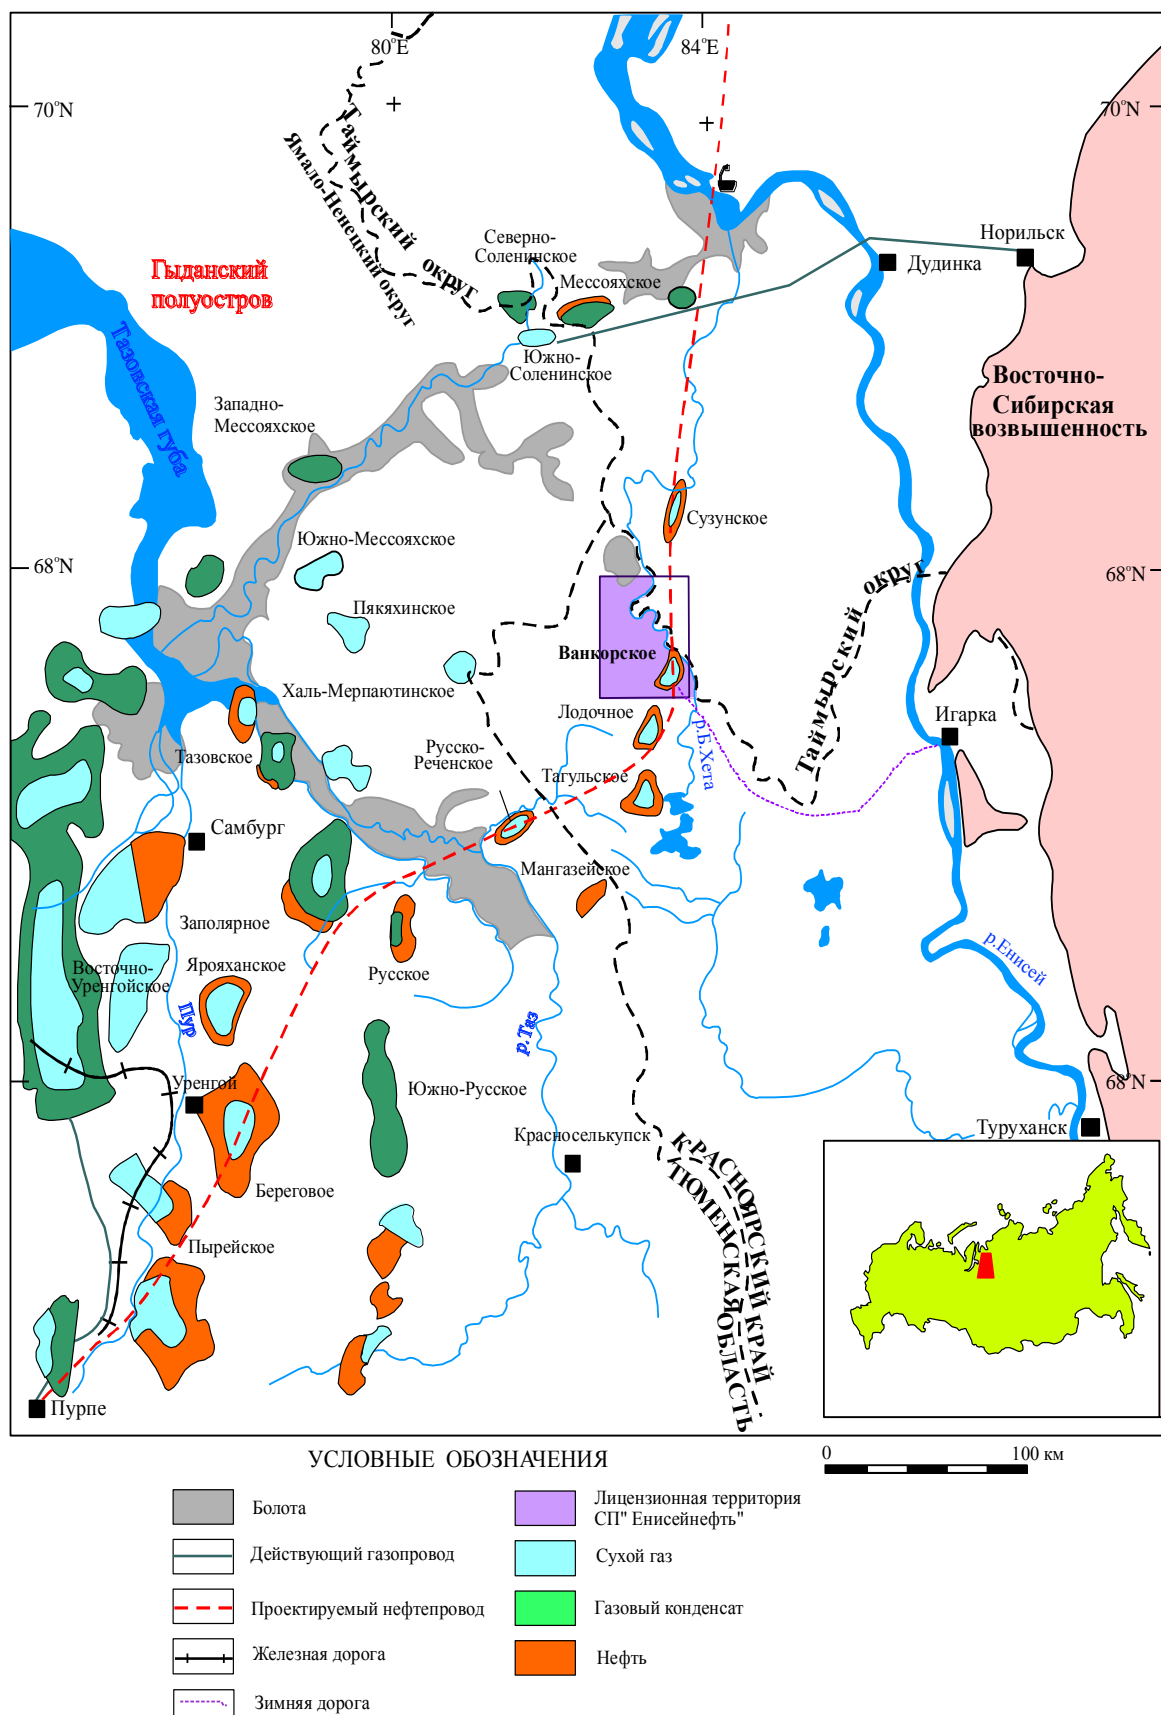 80°E
84°E
70°N
70°N
Таймырский округ
Ямало-Ненецкий округ
Северно-
Соленинское
Мессояхское
Норильск
Дудинка
Гыданский
полуостров
Тазовская губа
Южно-
Соленинское
Восточно-
Сибирская
возвышенность
Западно-
Мессояхское
Сузунское
Южно-Мессояхское
68°N
68°N
Пякяхинское
Таймырский округ
Ванкорское
Халь-Мерпаютинское
Лодочное
Игарка
р.Б.Хета
Русско-
Реченское
Тазовское
Тагульское
Самбург
Мангазейское
Заполярное
р.Енисей
Восточно-
Уренгойское
Ярояханское
Русское
Пур
р.Таз
68°N
Уренгой
Южно-Русское
Красноселькупск
Туруханск
КРАСНОЯРСКИЙ КРАЙ
ТЮМЕНСКАЯ ОБЛАСТЬ
Береговое
Пырейское
Пурпе
УСЛОВНЫЕ ОБОЗНАЧЕНИЯ
0
100 км
Болота
Лицензионная территория
СП" Енисейнефть"
Действующий газопровод
Сухой газ
Проектируемый нефтепровод
Газовый конденсат
Железная дорога
Нефть
Зимняя дорога